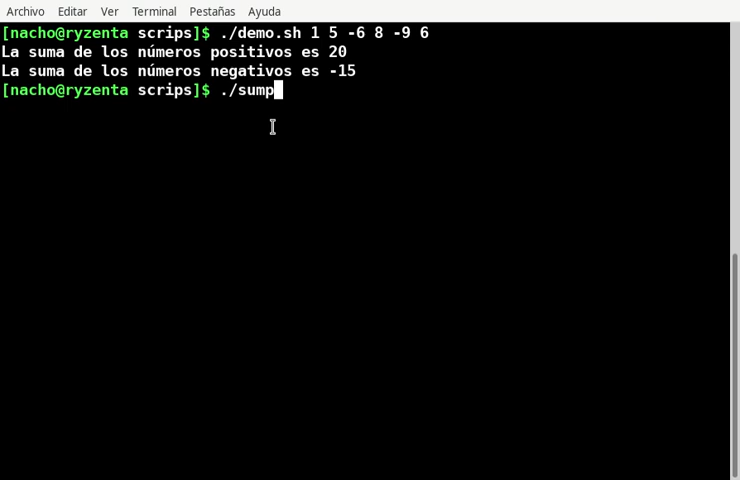 Archivo Editar Ver Terminal Pestañas Ayuda
[nacho@ryzenta scrips]$ ./demo.sh 1 5 -6 8 -9 6
La suma de los números positivos es 20
La suma de los números negativos es -15
[nacho@ryzenta scrips]$ ./sump